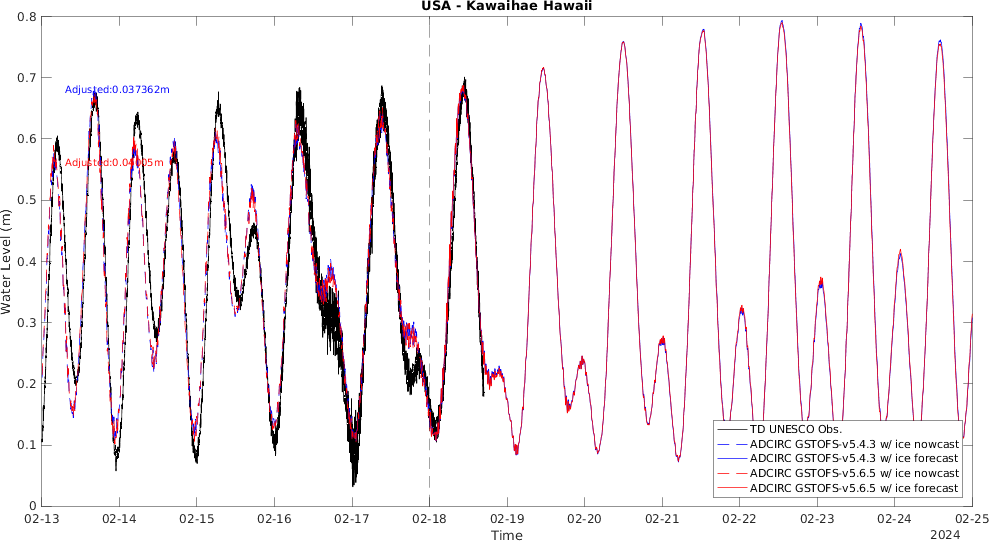 USA - Kawaihae Hawaii
0.8
0.7
0.6
0.5
0.4
0.3
0.2
0.1
0
Water Level (m)
Adjusted:0.037362m
TD UNESCO Obs.
ADCIRC GSTOFS-v5.4.3 w/ ice nowcast
ADCIRC GSTOFS-v5.4.3 w/ ice forecast
ADCIRC GSTOFS-v5.6.5 w/ ice nowcast
ADCIRC GSTOFS-v5.6.5 w/ ice forecast
02-13 02-14 02-15 02-16 02-17 02-18 02-19 02-20 02-21 02-22 02-23 02-24 02-25
Time
2024